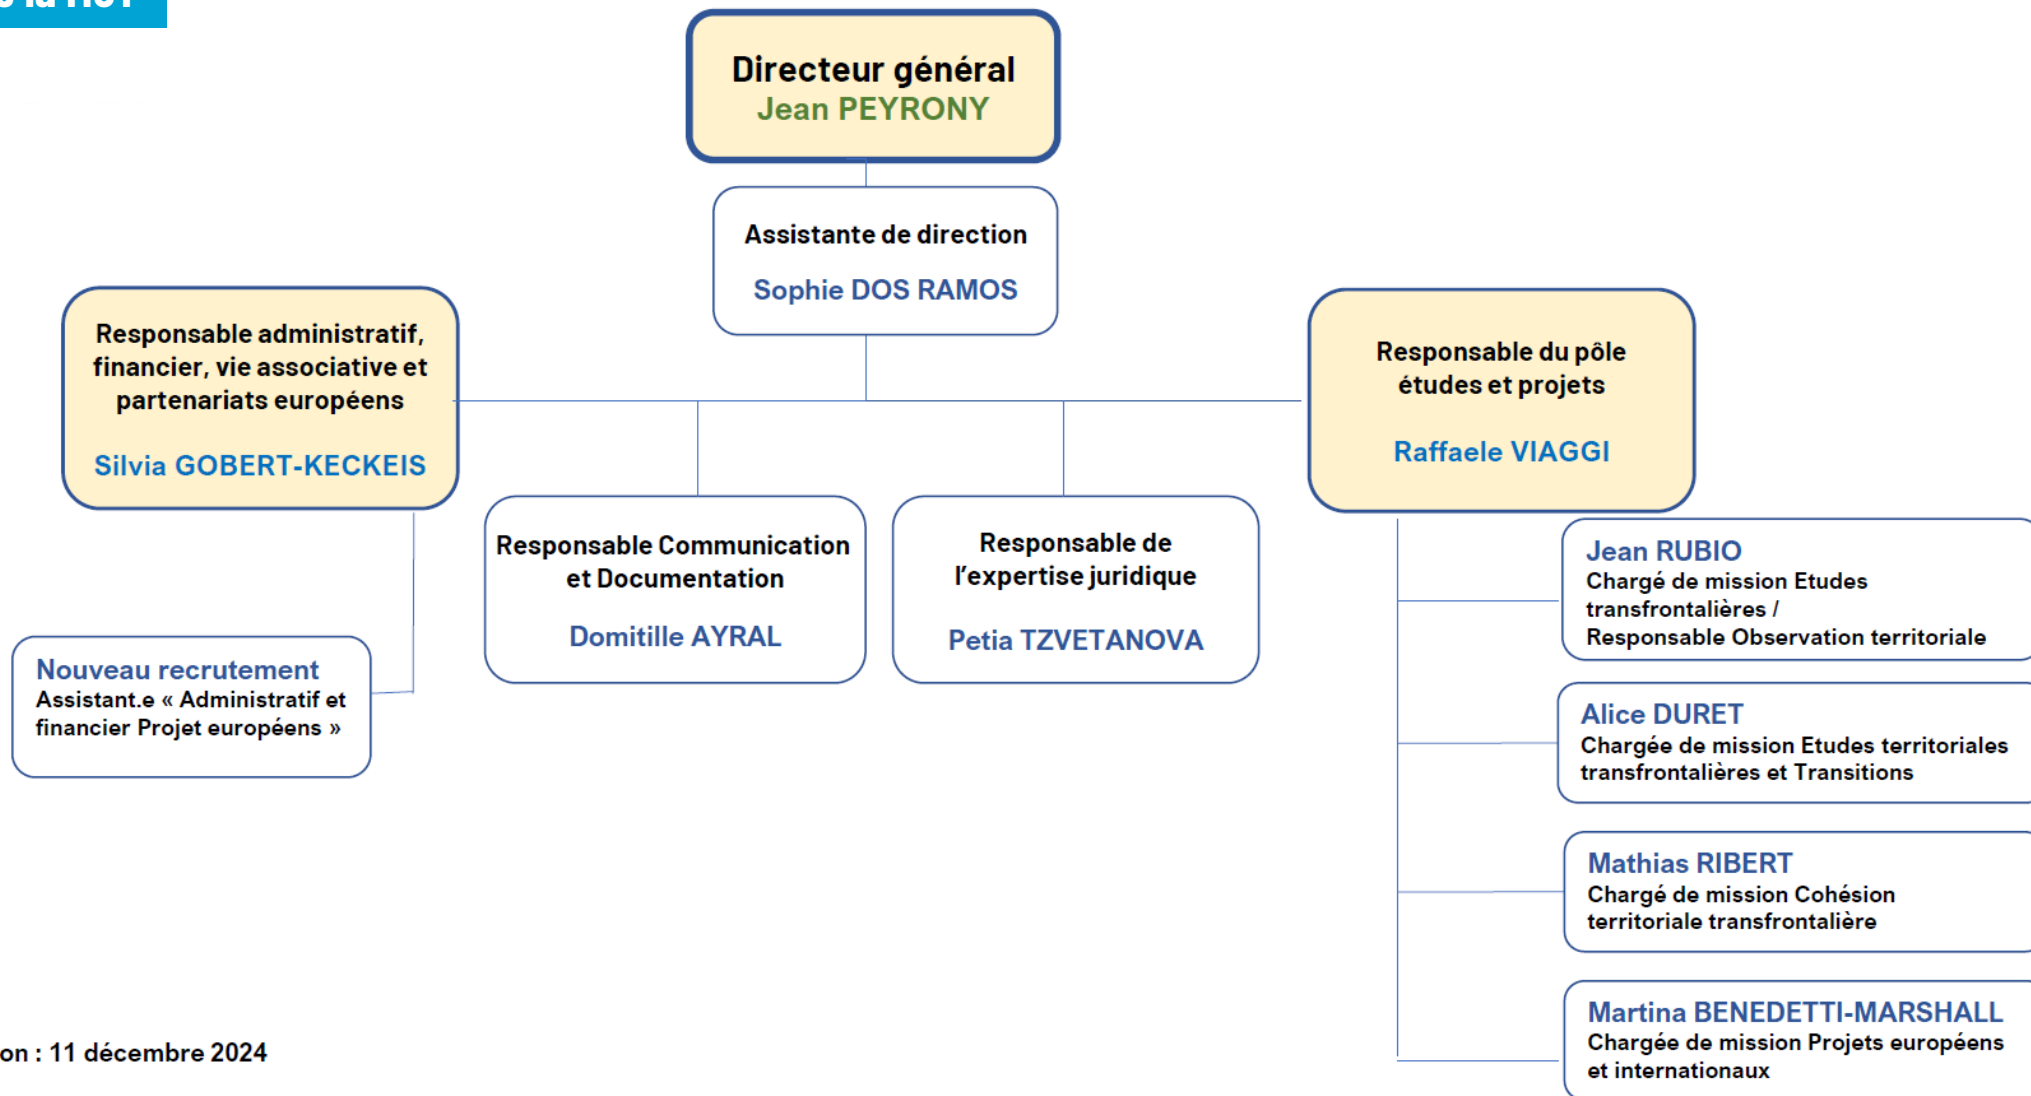 Directeur général
Jean PEYRONY
Assistante de direction
Sophie DOS RAMOS
Responsable administratif,
financier, vie associative et
partenariats européens
Silvia GOBERT-KECKEIS
Responsable du pôle
études et projets
Raffaele VIAGGI
Responsable Communication
et Documentation
Domitille AYRAL
Responsable de
l’expertise juridique
Petia TZVETANOVA
Nouveau recrutement
Assistant.e « Administratif et
financier Projet européens »
Jean RUBIO
Chargé de mission Etudes
transfrontalières /
Responsable Observation territoriale
Alice DURET
Chargée de mission Etudes territoriales
transfrontalières et Transitions
Mathias RIBERT
Chargé de mission Cohésion
territoriale transfrontalière
Martina BENEDETTI-MARSHALL
Chargée de mission Projets européens
et internationaux
on : 11 décembre 2024